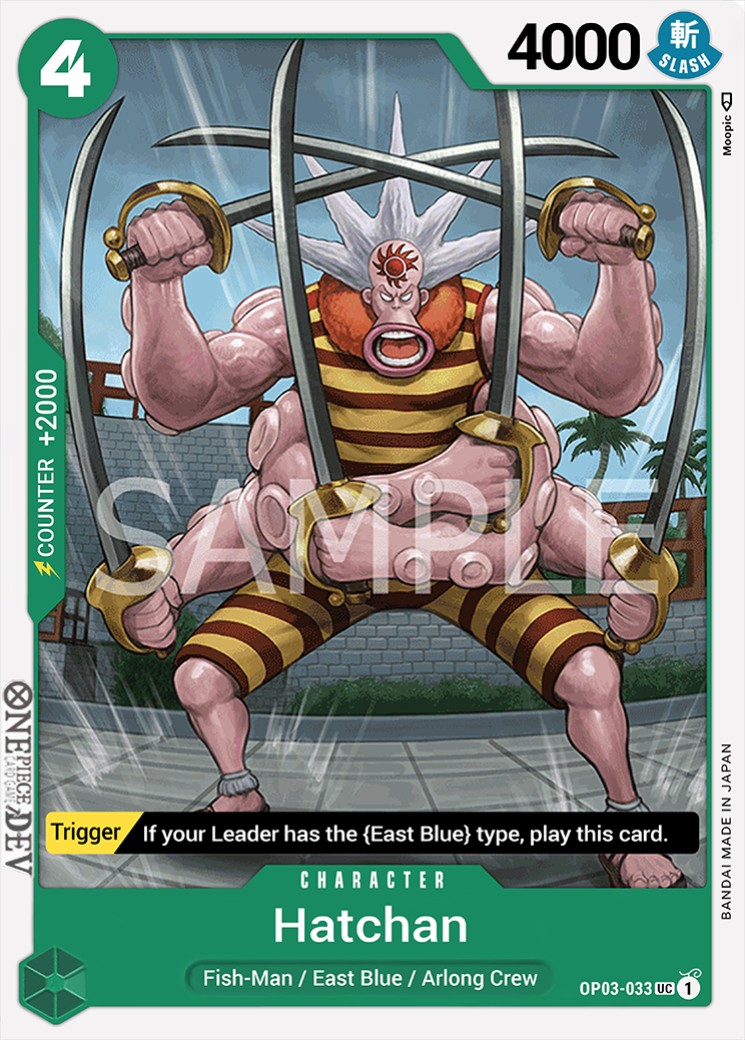 4
4000
斬
SLASH
Moopic
COUNTER +2000
SAMPLE
ONE PIECE
CARD GAME
/DEV
Trigger If your Leader has the {East Blue} type, play this card.
CHARACTER
Hatchan
Fish-Man / East Blue / Arlong Crew
OP03-033 UC 1
BANDAI MADE IN JAPAN